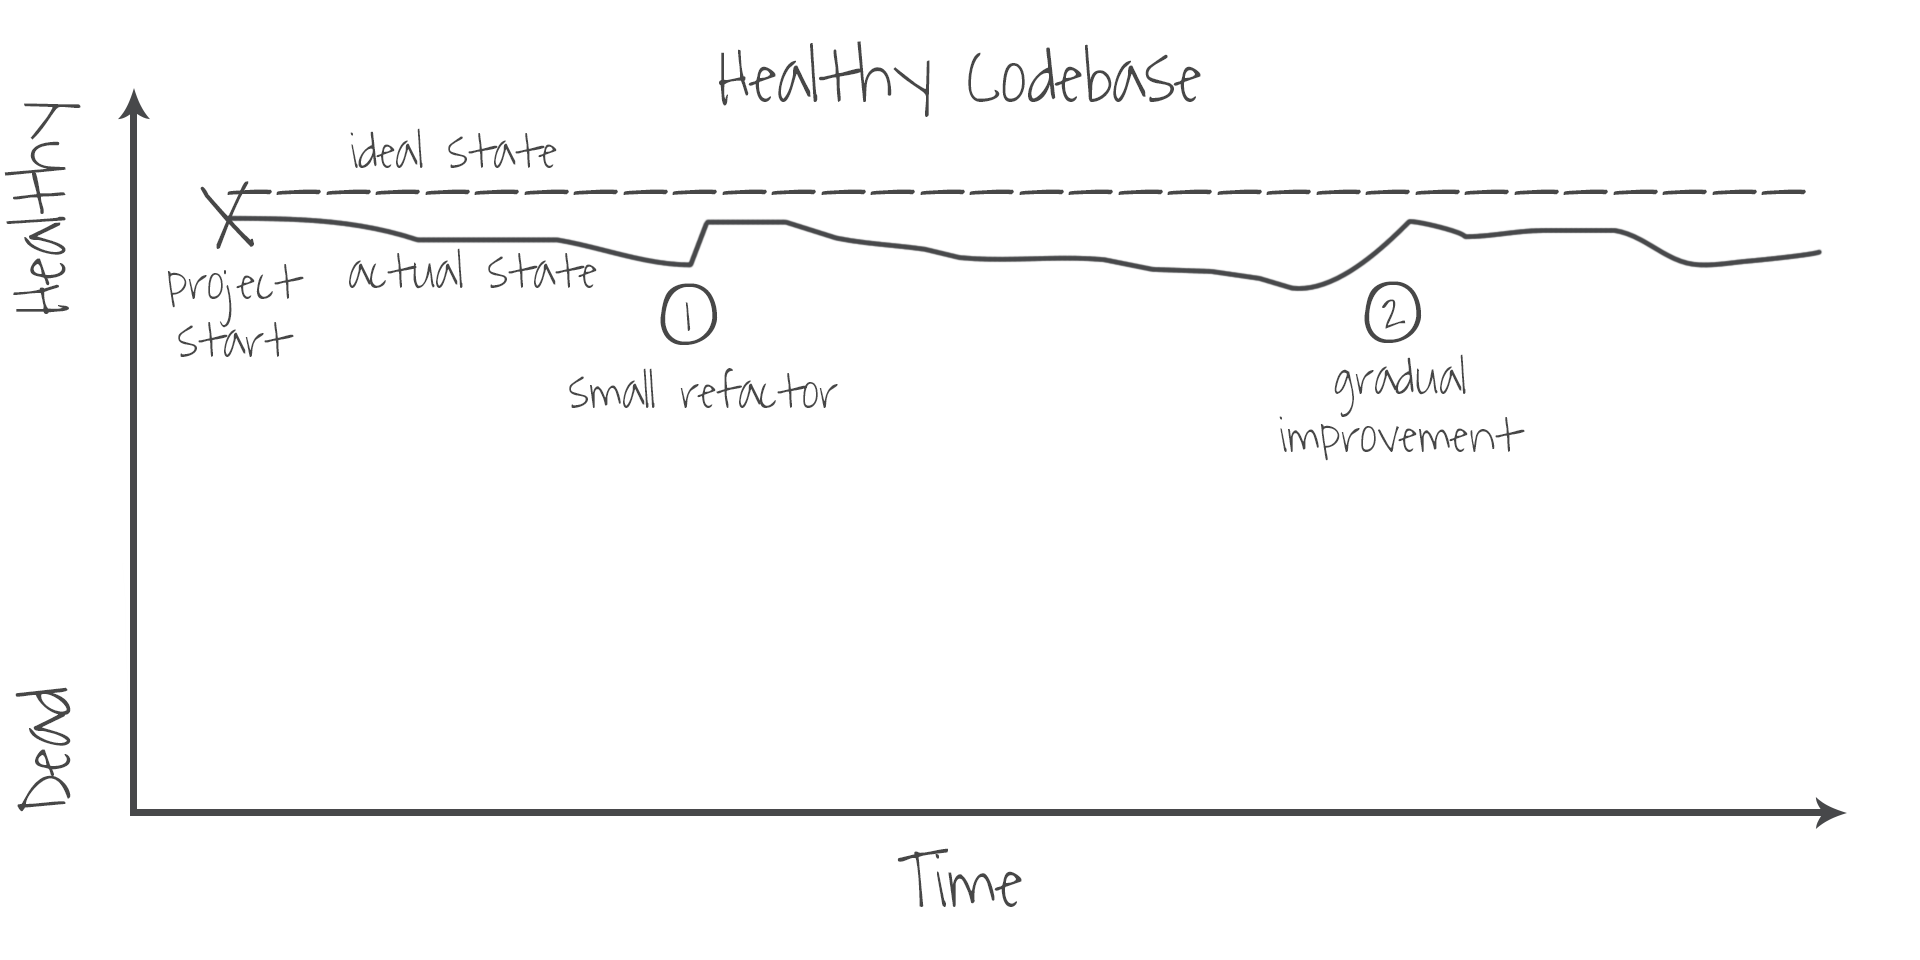 Healthy Codebase
Healthy
ideal state
actual state
project
start
1
small refactor
2
gradual
improvement
Dead
Time